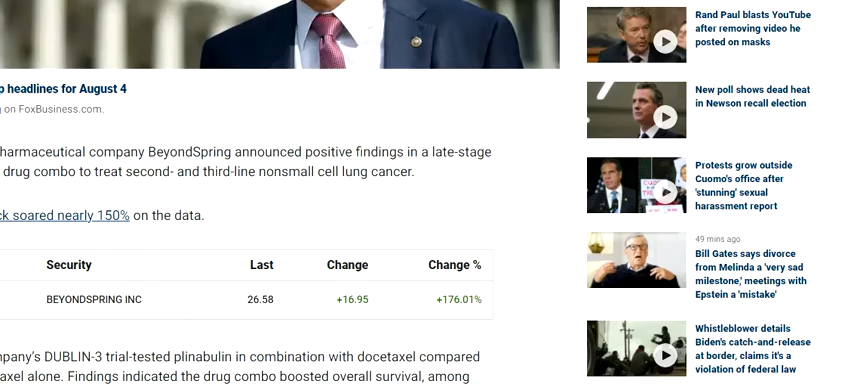 headlines for August 4
on FoxBusiness.com.
pharmaceutical company BeyondSpring announced positive findings in a late-stage
drug combo to treat second- and third-line nonsmall cell lung cancer.
soared nearly 150% on the data.
Security Last Change Change %
BEYONDSPRING INC 26.58 +16.95 +176.01%
DUBLIN-3 trial-tested plinabulin in combination with docetaxel compared
alone. Findings indicated the drug combo boosted overall survival, among
Rand Paul blasts YouTube
after removing video he
posted on masks
New poll shows dead heat
in Newson recall election
Protests grow outside
Cuomo's office after
'stunning' sexual
harassment report
49 mins ago
Bill Gates says divorce
from Melinda a 'very sad
milestone,' meetings with
Epstein a 'mistake'
Whistleblower details
Biden's catch-and-release
at border, claims it's a
violation of federal law